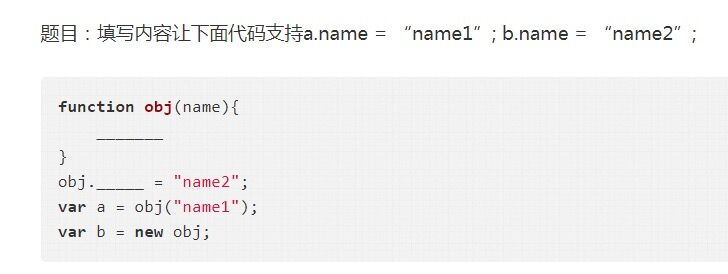 题目：填写内容让下面代码支持a.name = “name1”; b.name = “name2”;
function obj(name){
_______
}
obj._____ = "name2";
var a = obj("name1");
var b = new obj;